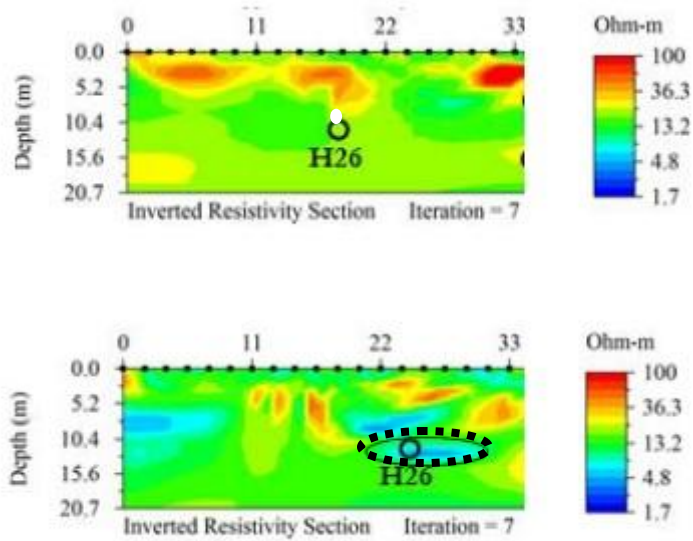 0 11 22 33 Ohm-m
0.0 100
5.2 36.3
10.4 13.2
15.6 4.8
20.7 1.7
Depth (m)
H26
Inverted Resistivity Section Iteration = 7
0 11 22 33 Ohm-m
0.0 100
5.2 36.3
10.4 13.2
15.6 4.8
20.7 1.7
Depth (m)
H26
Inverted Resistivity Section Iteration = 7